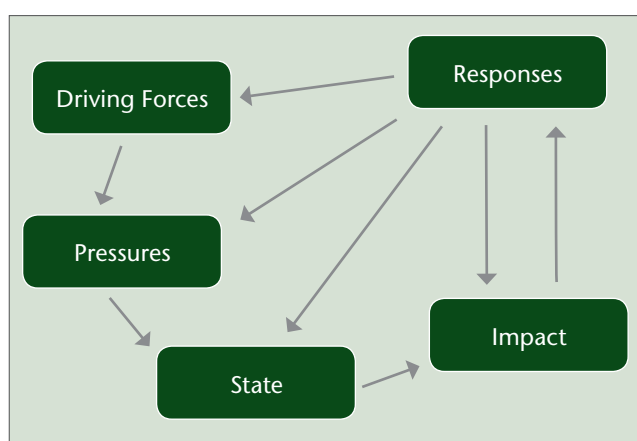 Driving Forces
Responses
Pressures
Impact
State